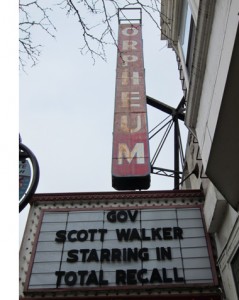 ORPHEUM
GOV
SCOTT WALKER
STARRING IN
TOTAL RECALL